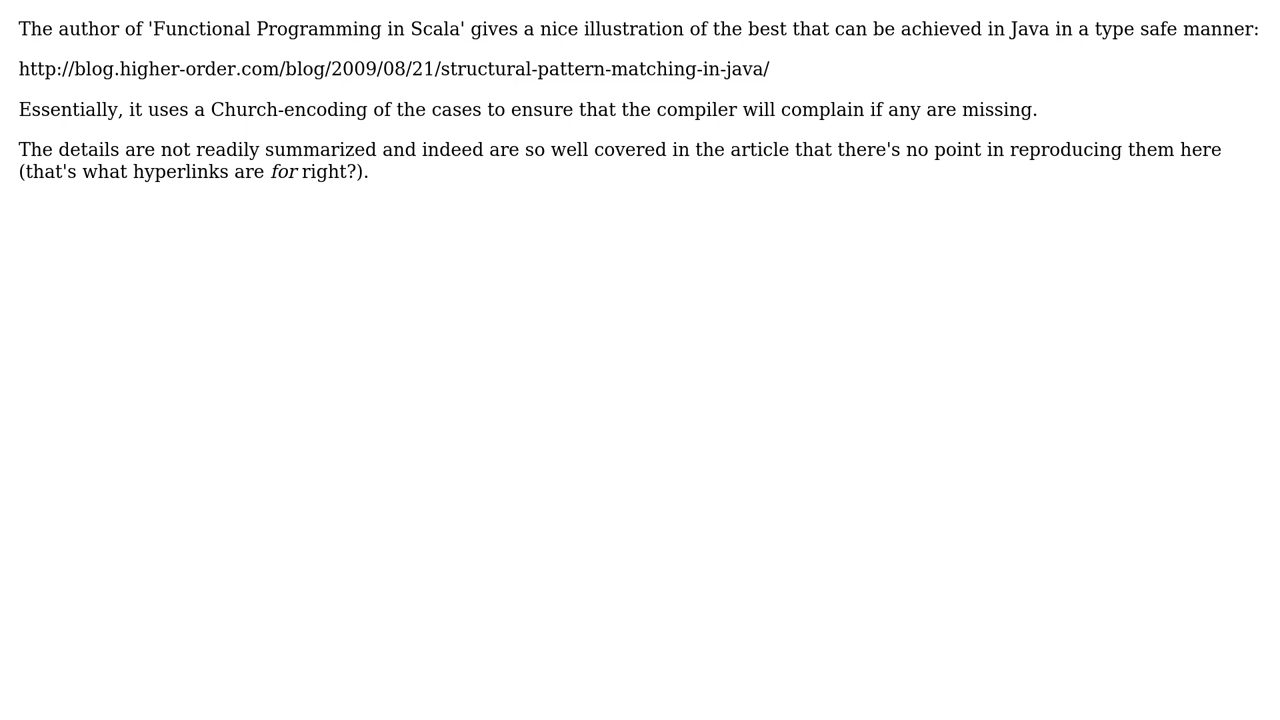 The author of 'Functional Programming in Scala' gives a nice illustration of the best that can be achieved in Java in a type safe manner:
http://blog.higher-order.com/blog/2009/08/21/structural-pattern-matching-in-java/
Essentially, it uses a Church-encoding of the cases to ensure that the compiler will complain if any are missing.
The details are not readily summarized and indeed are so well covered in the article that there's no point in reproducing them here
(that's what hyperlinks are for right?).